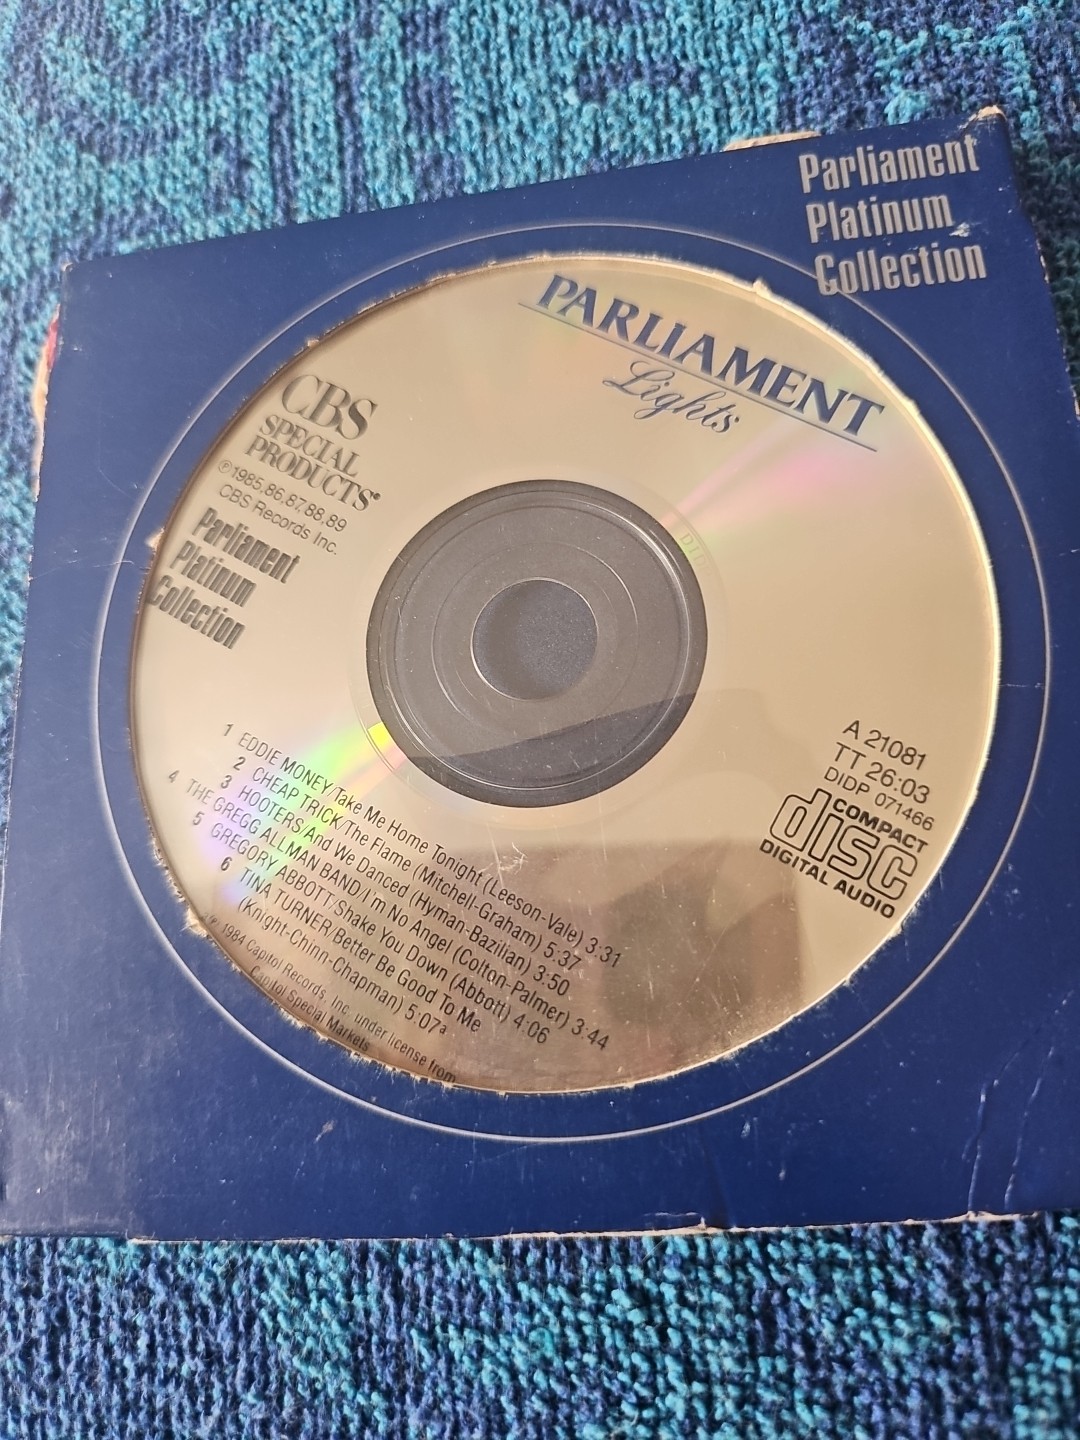 Parliament
Platinum
Collection
PARLIAMENT
Lights
CBS
SPECIAL
PRODUCTS®
℗1985,86,87,88,89
CBS Records Inc.
Parliament
Platinum
Collection
A 21081
TT 26:03
DIDP 071466
COMPACT
disc
DIGITAL AUDIO
1 EDDIE MONEY/Take Me Home Tonight (Leeson-Vale) 3:31
2 CHEAP TRICK/The Flame (Mitchell-Graham) 5:37
3 HOOTERS/And We Danced (Hyman-Bazilian) 3:50
4 THE GREGG ALLMAN BAND/I'm No Angel (Colton-Palmer) 3:44
5 GREGORY ABBOTT/Shake You Down (Abbott) 4:06
6 TINA TURNER/Better Be Good To Me
(Knight-Chinn-Chapman) 5:07a
1984 Capitol Records, Inc. under license from
Capitol Special Markets